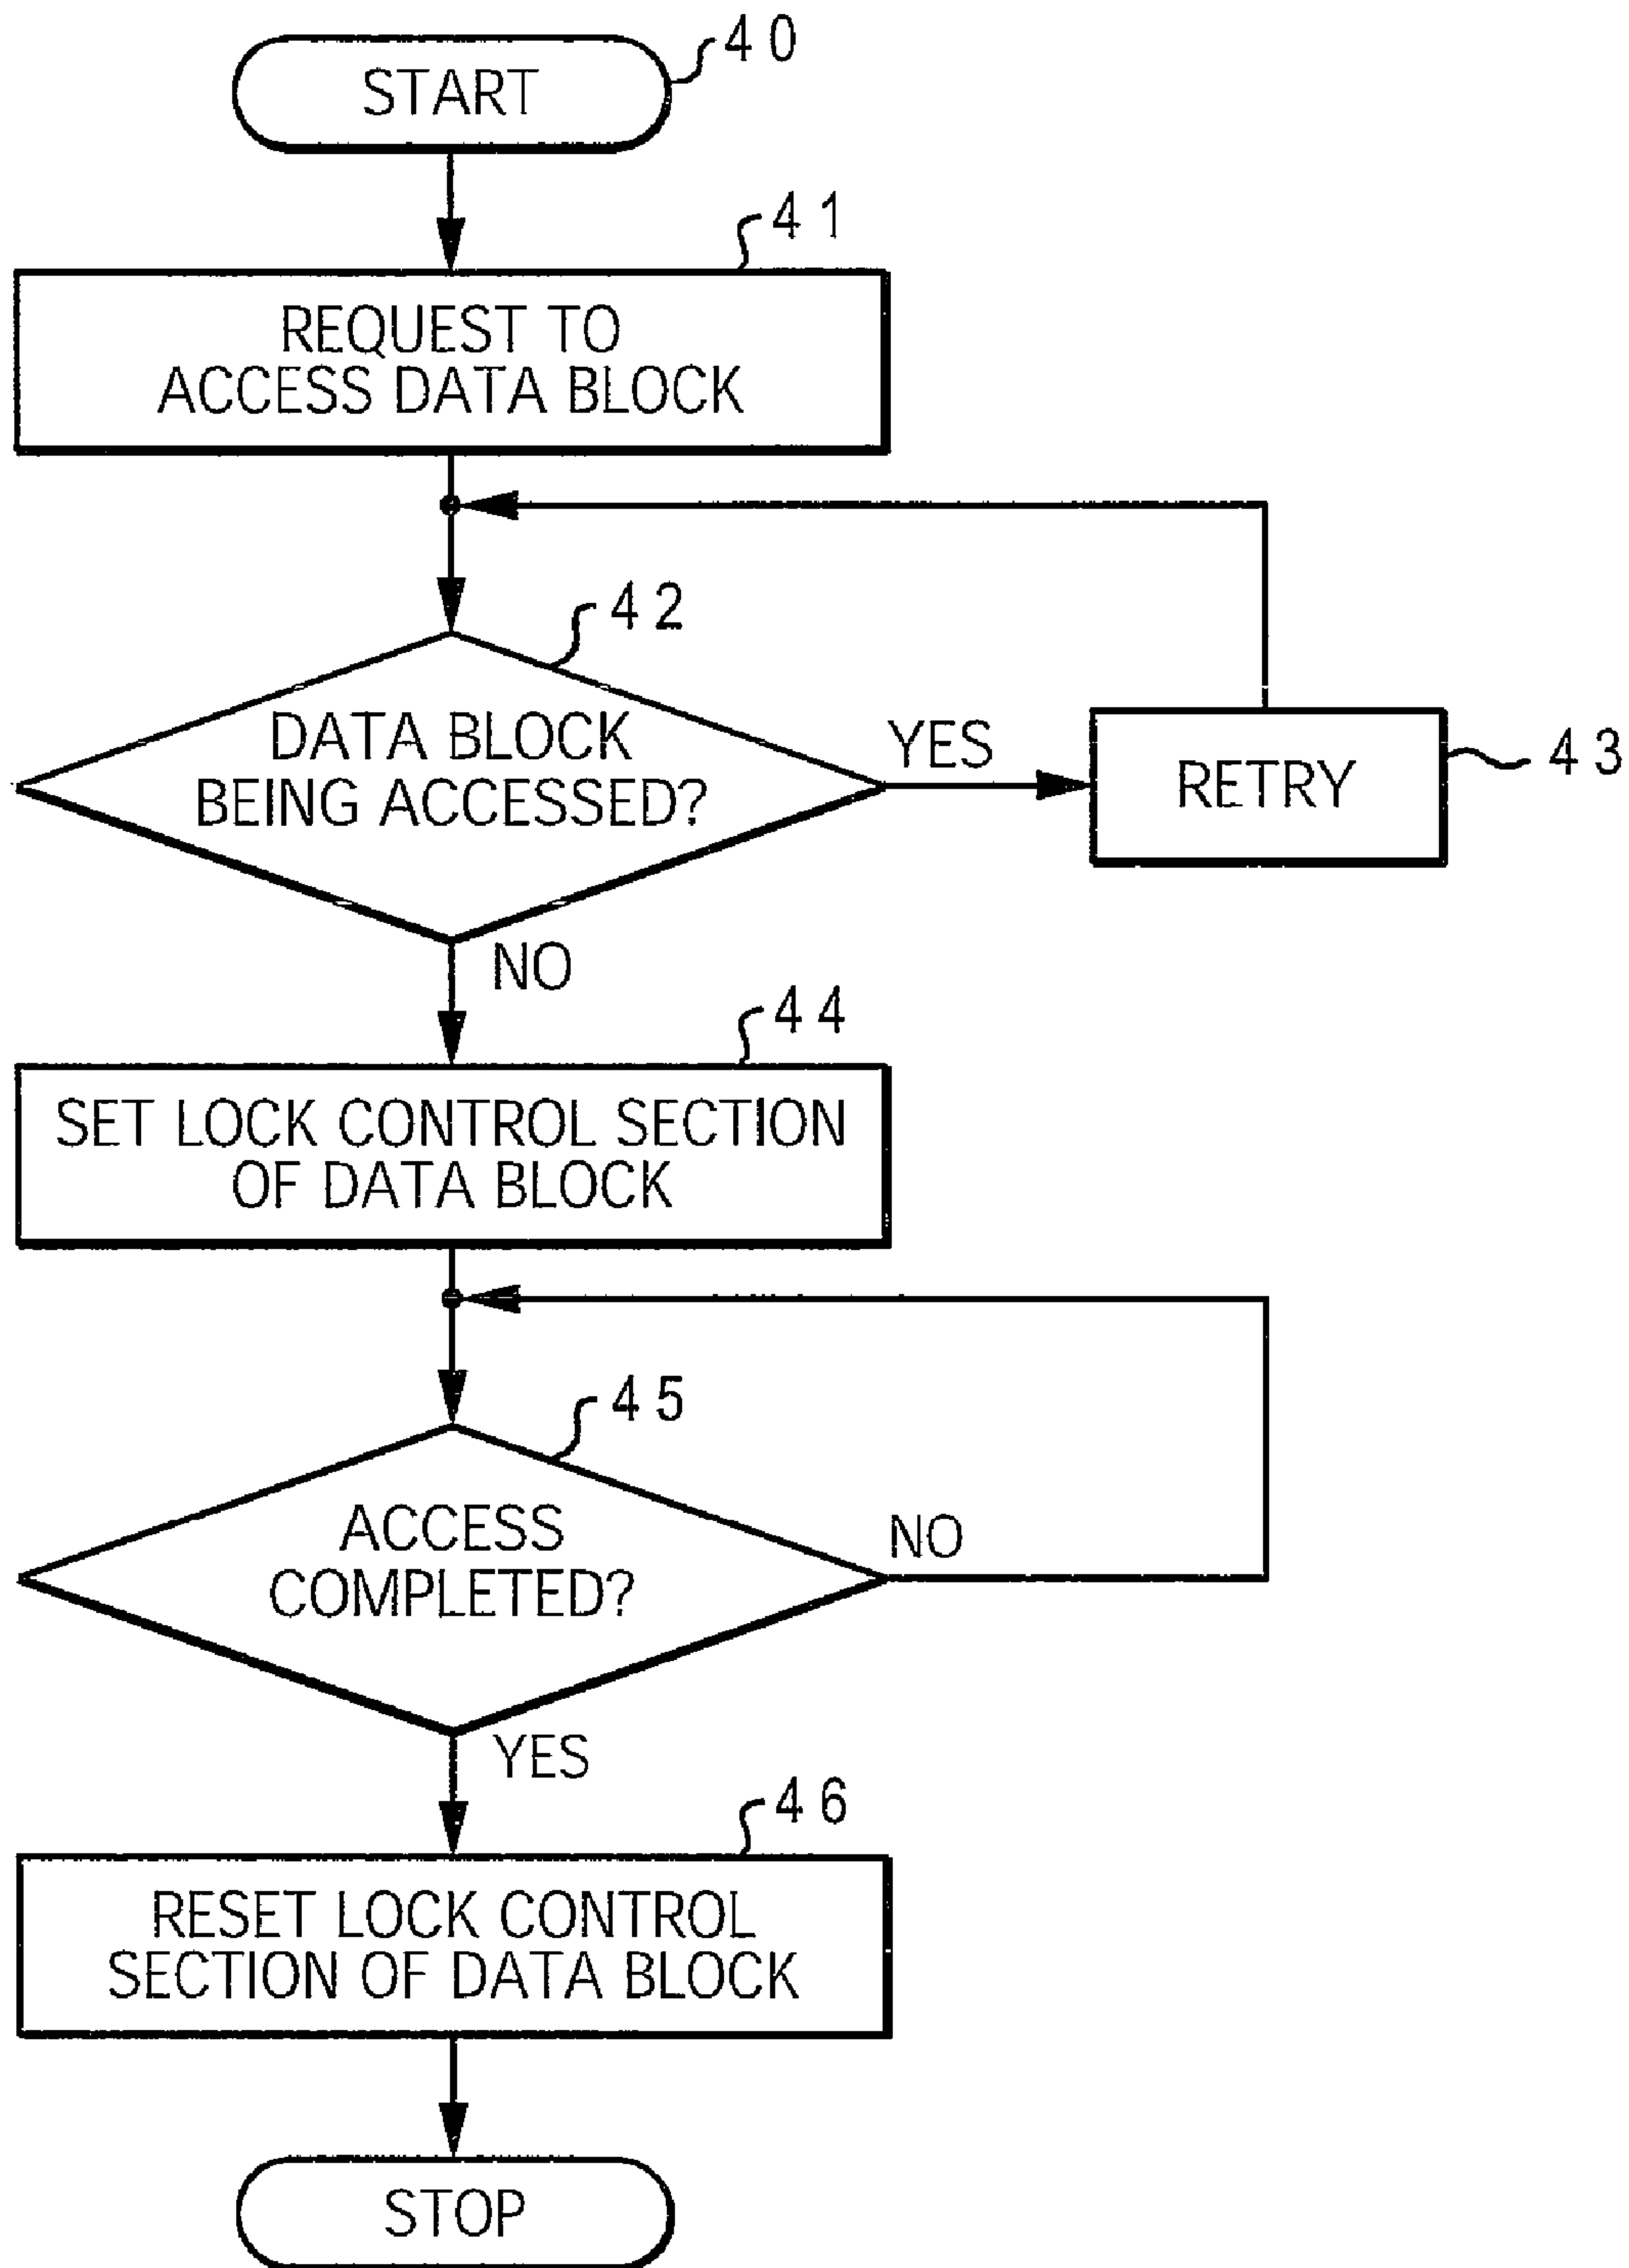 START
40
41
REQUEST TO
ACCESS DATA BLOCK
42
DATA BLOCK
BEING ACCESSED?
YES
RETRY
43
NO
44
SET LOCK CONTROL SECTION
OF DATA BLOCK
45
ACCESS
COMPLETED?
NO
YES
46
RESET LOCK CONTROL
SECTION OF DATA BLOCK
STOP